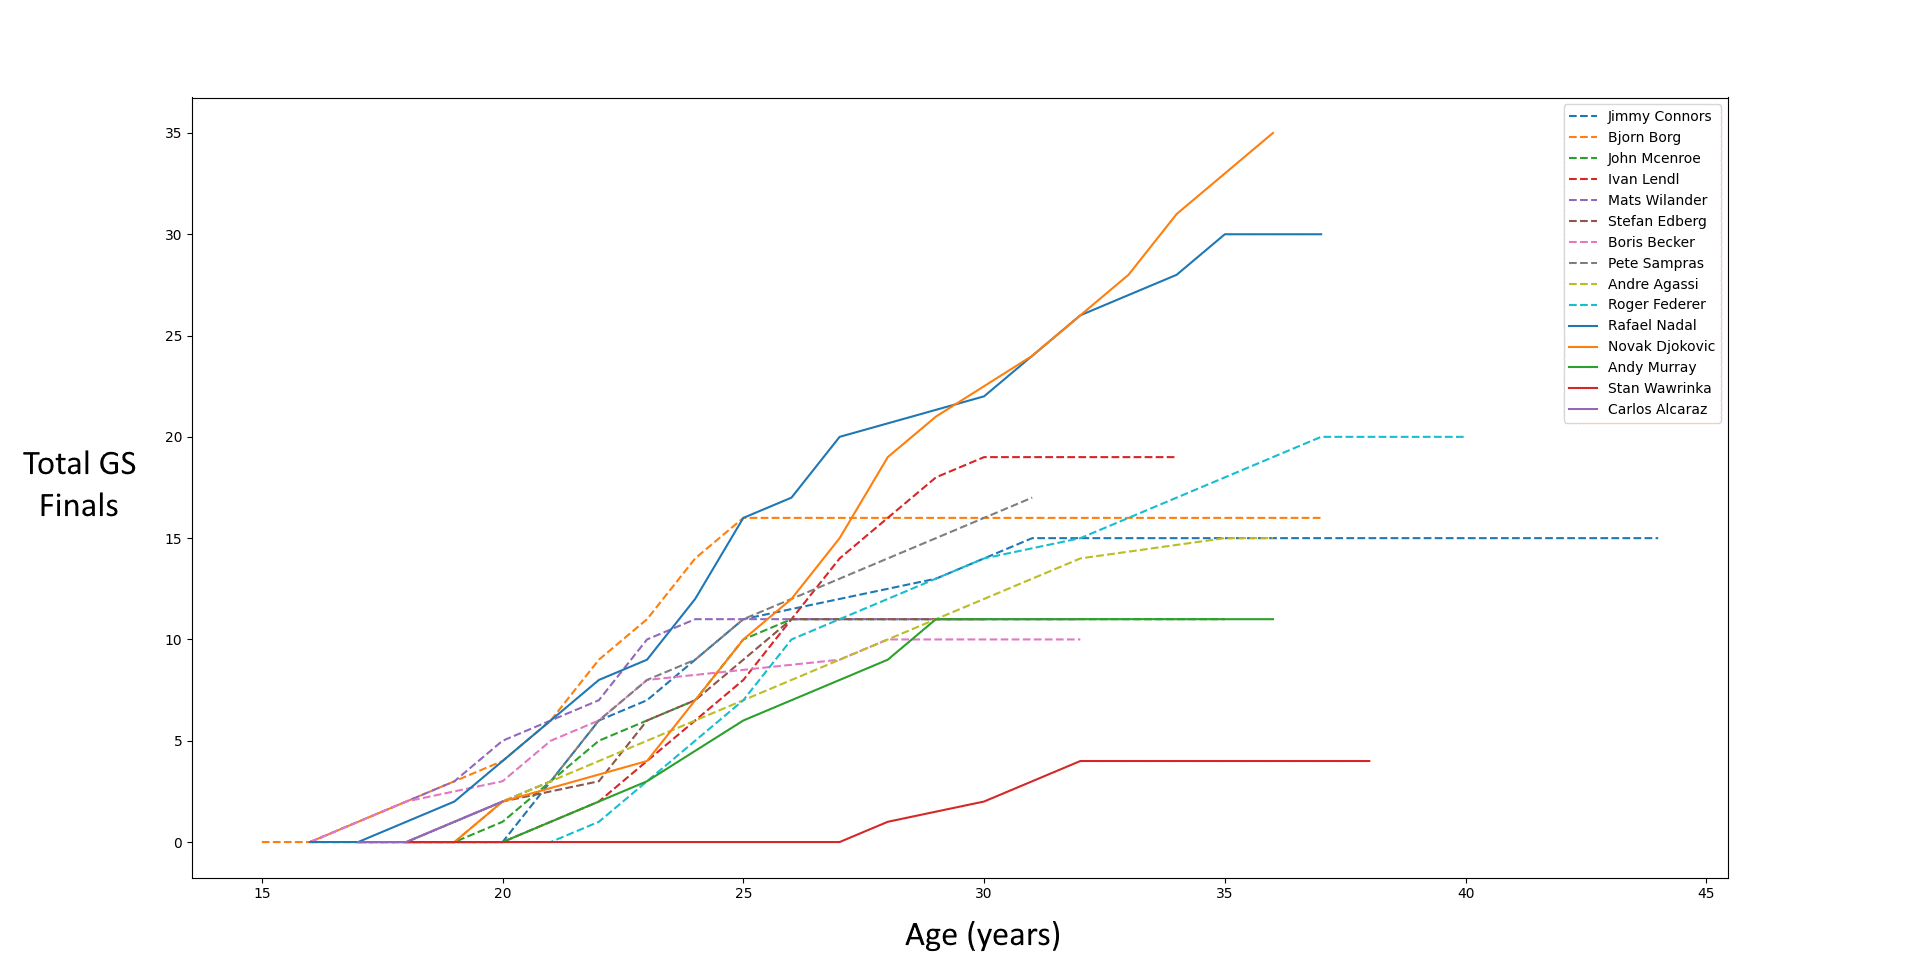 35
30
25
20
15
10
5
0
Total GS
Finals
15 20 25 30 35 40 45
Age (years)
Jimmy Connors
Bjorn Borg
John Mcenroe
Ivan Lendl
Mats Wilander
Stefan Edberg
Boris Becker
Pete Sampras
Andre Agassi
Roger Federer
Rafael Nadal
Novak Djokovic
Andy Murray
Stan Wawrinka
Carlos Alcaraz